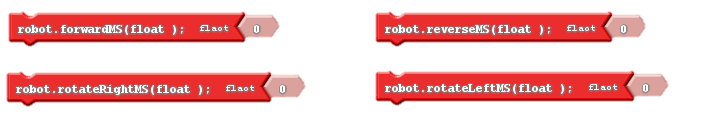 robot.forwardMS(float ); flaot 0
robot.reverseMS(float ); flaot 0
robot.rotateRightMS(float ); flaot 0
robot.rotateLeftMS(float ); flaot 0